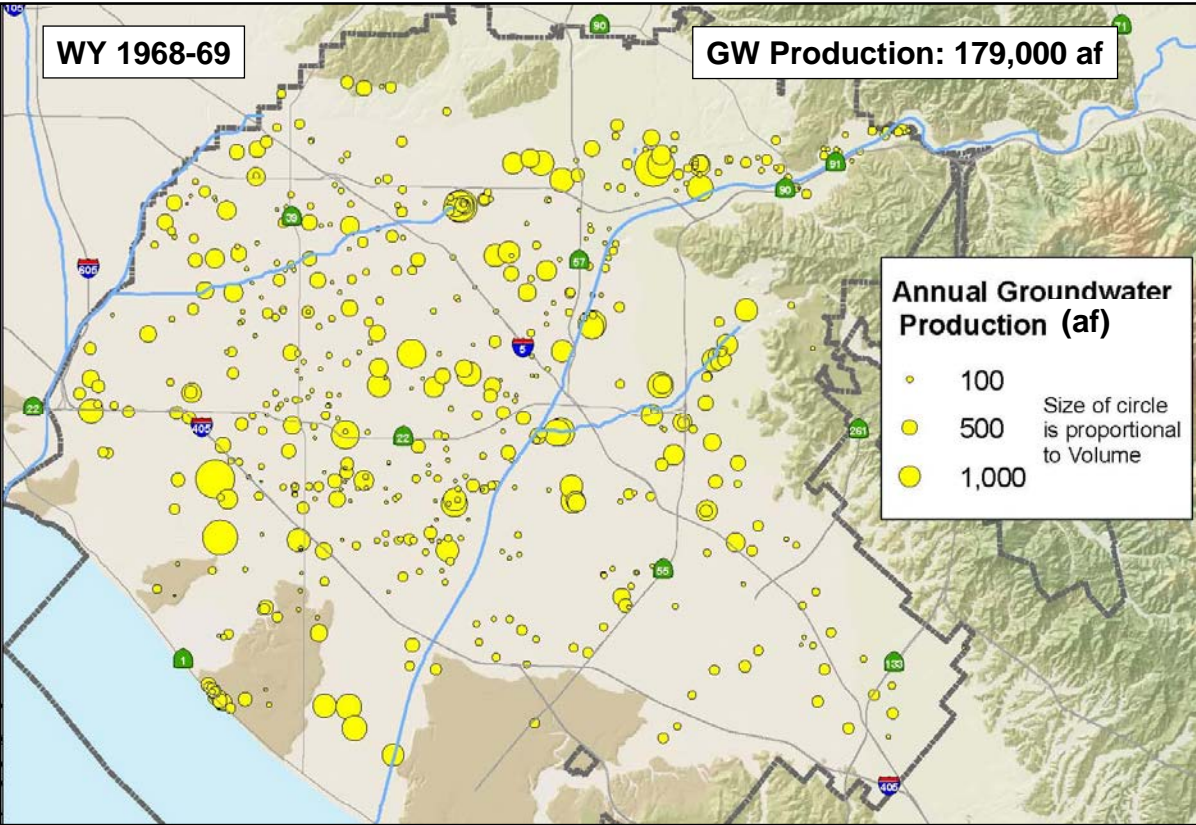 105
90
71
WY 1968-69
GW Production: 179,000 af
91
90
39
57
605
Annual Groundwater
Production (af)
100
500
1,000
Size of circle
is proportional
to Volume
5
22
405
22
261
55
1
133
405